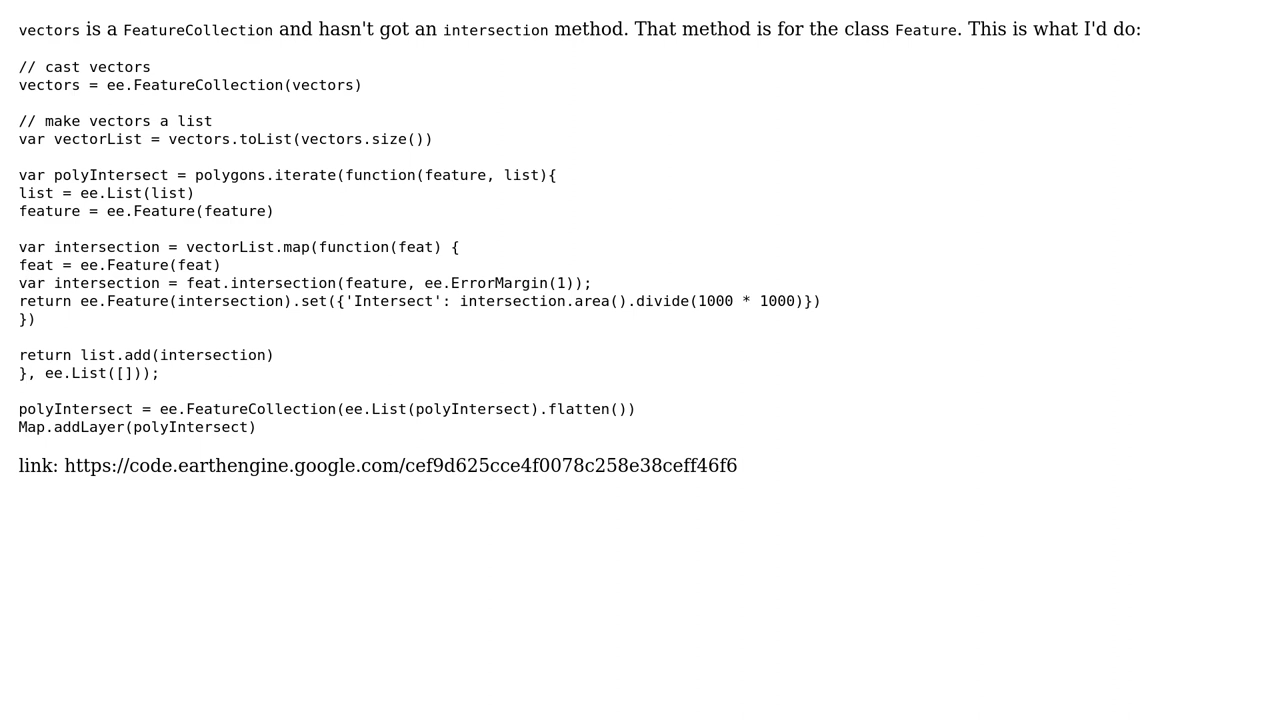 vectors is a FeatureCollection and hasn't got an intersection method. That method is for the class Feature. This is what I'd do:
// cast vectors
vectors = ee.FeatureCollection(vectors)
// make vectors a list
var vectorList = vectors.toList(vectors.size())
var polyIntersect = polygons.iterate(function(feature, list){
list = ee.List(list)
feature = ee.Feature(feature)
var intersection = vectorList.map(function(feat) {
feat = ee.Feature(feat)
var intersection = feat.intersection(feature, ee.ErrorMargin(1));
return ee.Feature(intersection).set({'Intersect': intersection.area().divide(1000 * 1000)})
})
return list.add(intersection)
}, ee.List([]));
polyIntersect = ee.FeatureCollection(ee.List(polyIntersect).flatten())
Map.addLayer(polyIntersect)
link: https://code.earthengine.google.com/cef9d625cce4f0078c258e38ceff46f6